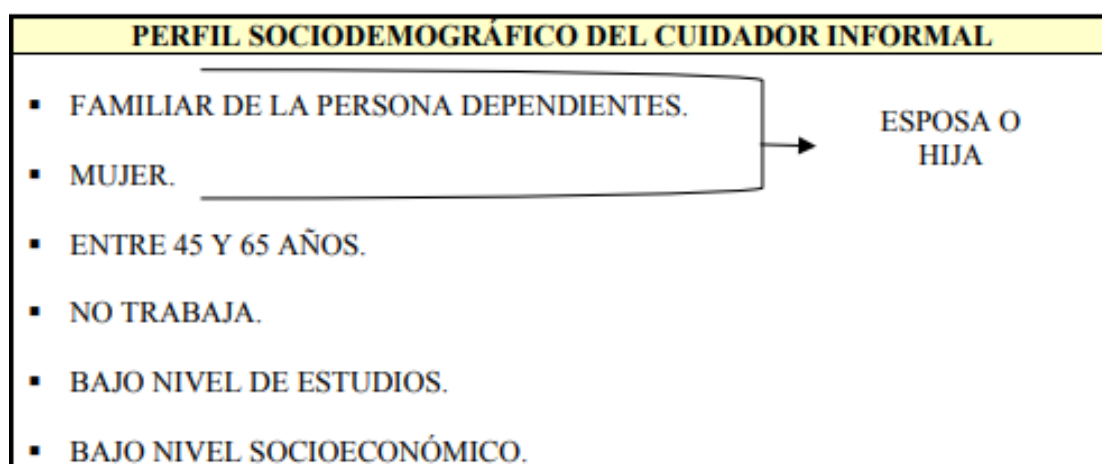 PERFIL SOCIODEMOGRÁFICO DEL CUIDADOR INFORMAL
▪ FAMILIAR DE LA PERSONA DEPENDIENTES.
▪ MUJER.
ESPOSA O
HIJA
▪ ENTRE 45 Y 65 AÑOS.
▪ NO TRABAJA.
▪ BAJO NIVEL DE ESTUDIOS.
▪ BAJO NIVEL SOCIOECONÓMICO.